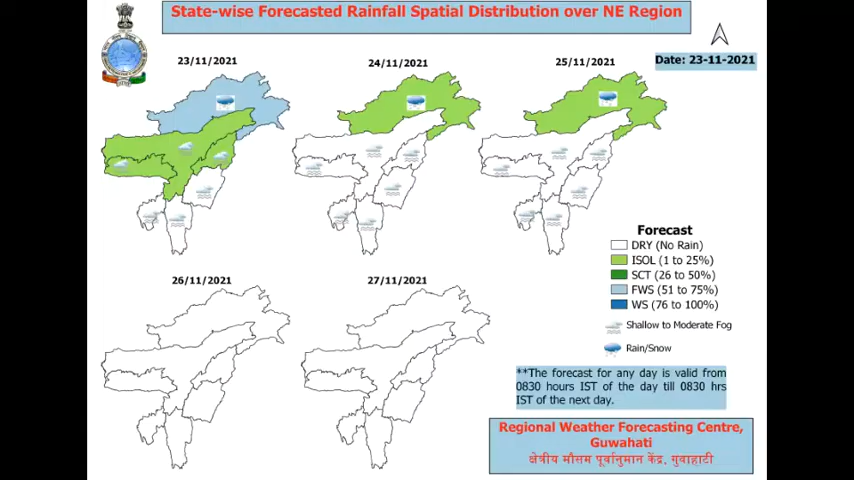 State-wise Forecasted Rainfall Spatial Distribution over NE Region
Date: 23-11-2021
23/11/2021
24/11/2021
25/11/2021
26/11/2021
27/11/2021
Forecast
DRY (No Rain)
ISOL (1 to 25%)
SCT (26 to 50%)
FWS (51 to 75%)
WS (76 to 100%)
Shallow to Moderate Fog
Rain/Snow
**The forecast for any day is valid from
0830 hours IST of the day till 0830 hrs
IST of the next day.
Regional Weather Forecasting Centre,
Guwahati
क्षेत्रीय मौसम पूर्वानुमान केंद्र, गुवाहाटी